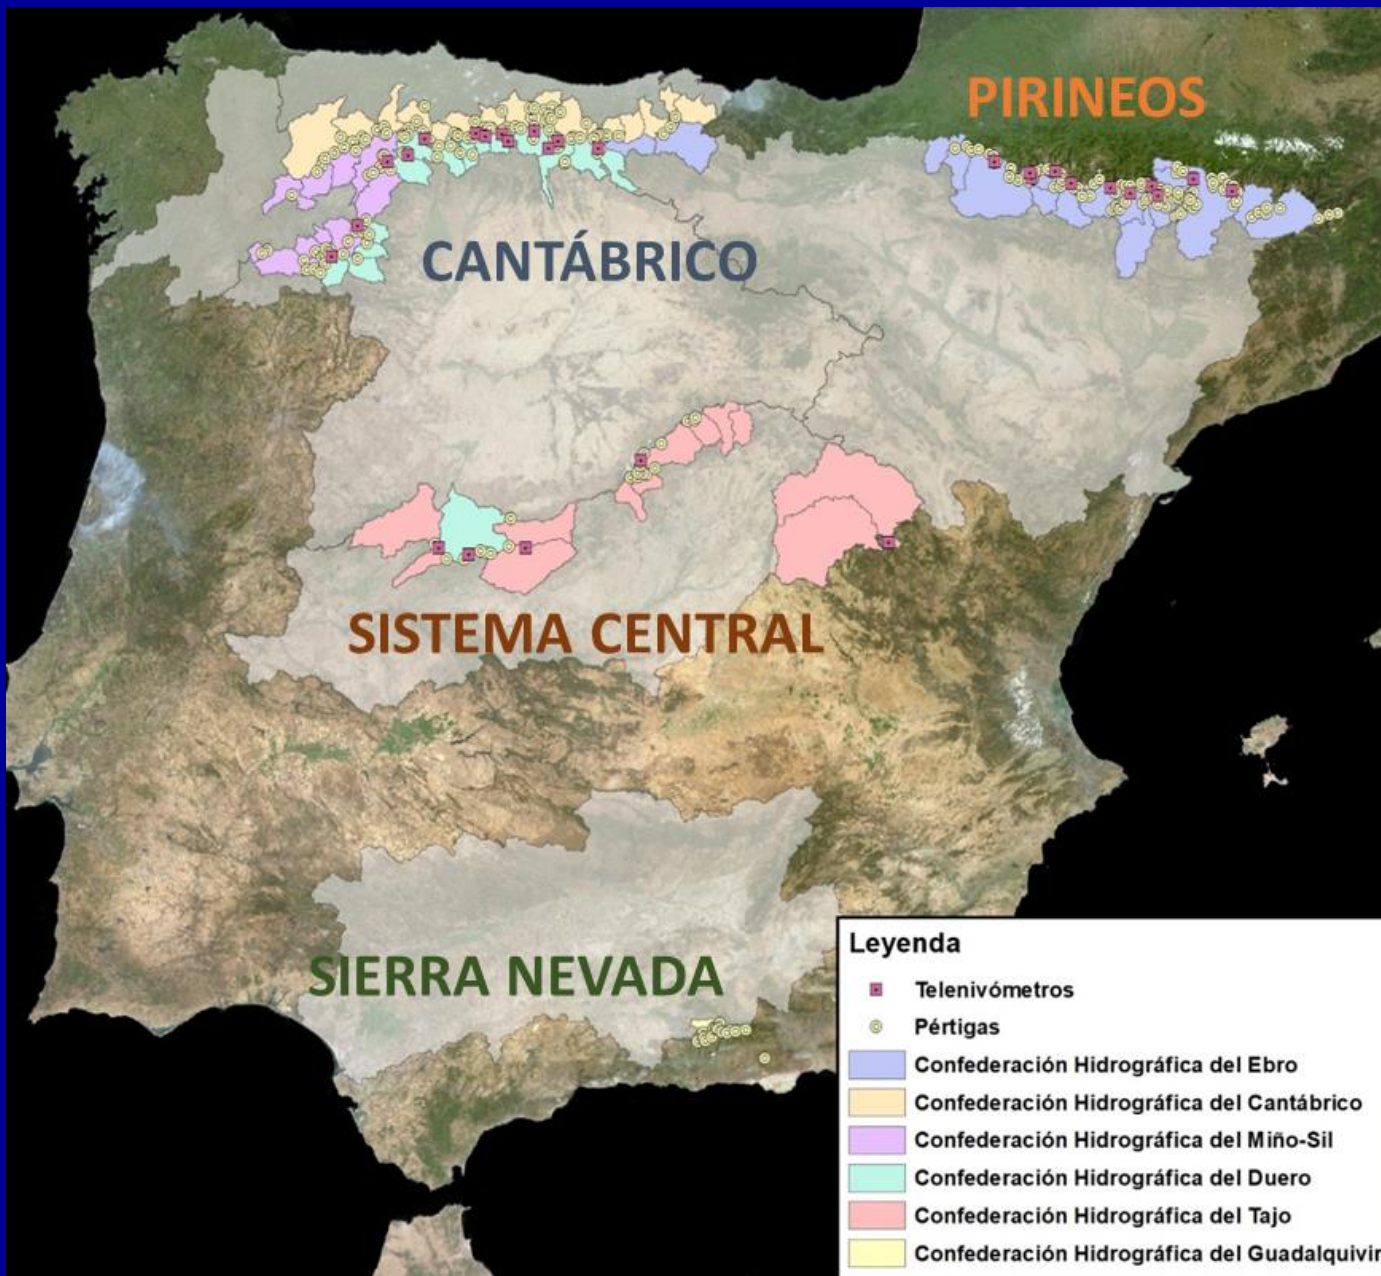 PIRINEOS
CANTÁBRICO
SISTEMA CENTRAL
SIERRA NEVADA
Leyenda
Telenivómetros
Pértigas
Confederación Hidrográfica del Ebro
Confederación Hidrográfica del Cantábrico
Confederación Hidrográfica del Miño-Sil
Confederación Hidrográfica del Duero
Confederación Hidrográfica del Tajo
Confederación Hidrográfica del Guadalquivir